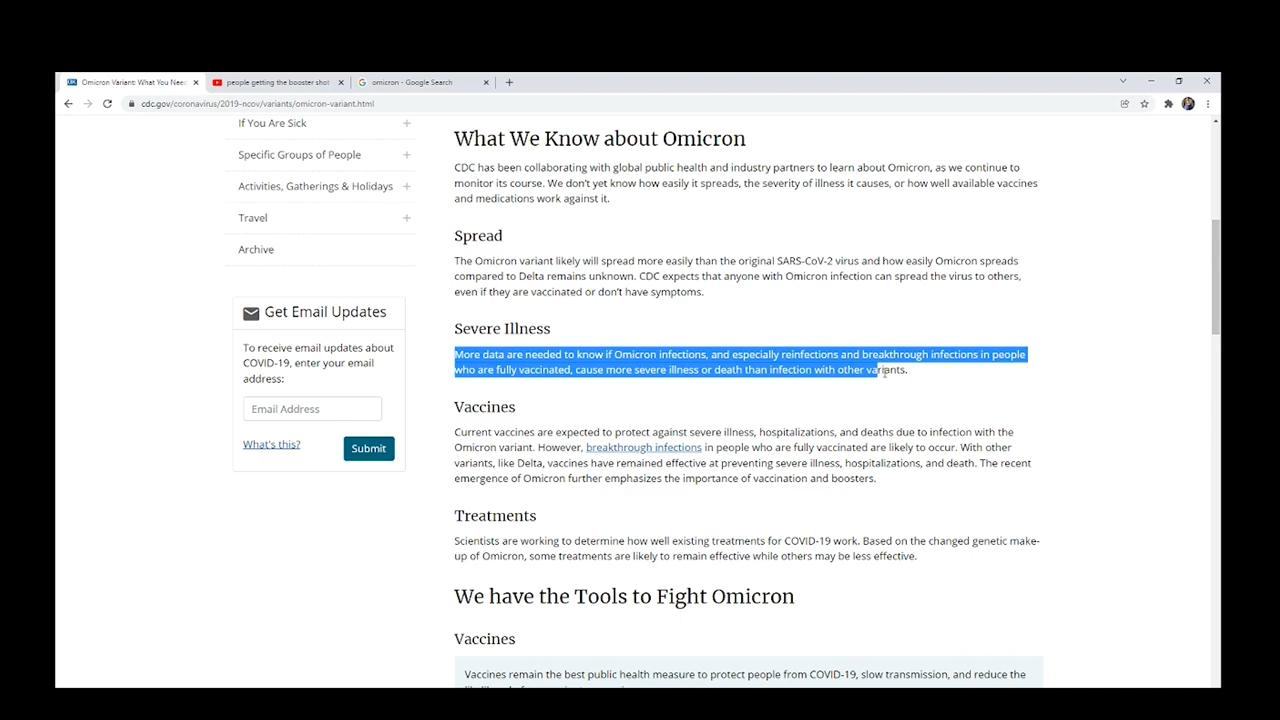 Omicron Variant: What You Nee
people getting the booster shot
omicron - Google Search
cdc.gov/coronavirus/2019-ncov/variants/omicron-variant.html
If You Are Sick
Specific Groups of People
Activities, Gatherings & Holidays
Travel
Archive
Get Email Updates
To receive email updates about
COVID-19, enter your email
address:
Email Address
What's this?
Submit
What We Know about Omicron
CDC has been collaborating with global public health and industry partners to learn about Omicron, as we continue to
monitor its course. We don't yet know how easily it spreads, the severity of illness it causes, or how well available vaccines
and medications work against it.
Spread
The Omicron variant likely will spread more easily than the original SARS-CoV-2 virus and how easily Omicron spreads
compared to Delta remains unknown. CDC expects that anyone with Omicron infection can spread the virus to others,
even if they are vaccinated or don't have symptoms.
Severe Illness
More data are needed to know if Omicron infections, and especially reinfections and breakthrough infections in people
who are fully vaccinated, cause more severe illness or death than infection with other variants.
Vaccines
Current vaccines are expected to protect against severe illness, hospitalizations, and deaths due to infection with the
Omicron variant. However, breakthrough infections in people who are fully vaccinated are likely to occur. With other
variants, like Delta, vaccines have remained effective at preventing severe illness, hospitalizations, and death. The recent
emergence of Omicron further emphasizes the importance of vaccination and boosters.
Treatments
Scientists are working to determine how well existing treatments for COVID-19 work. Based on the changed genetic make-
up of Omicron, some treatments are likely to remain effective while others may be less effective.
We have the Tools to Fight Omicron
Vaccines
Vaccines remain the best public health measure to protect people from COVID-19, slow transmission, and reduce the